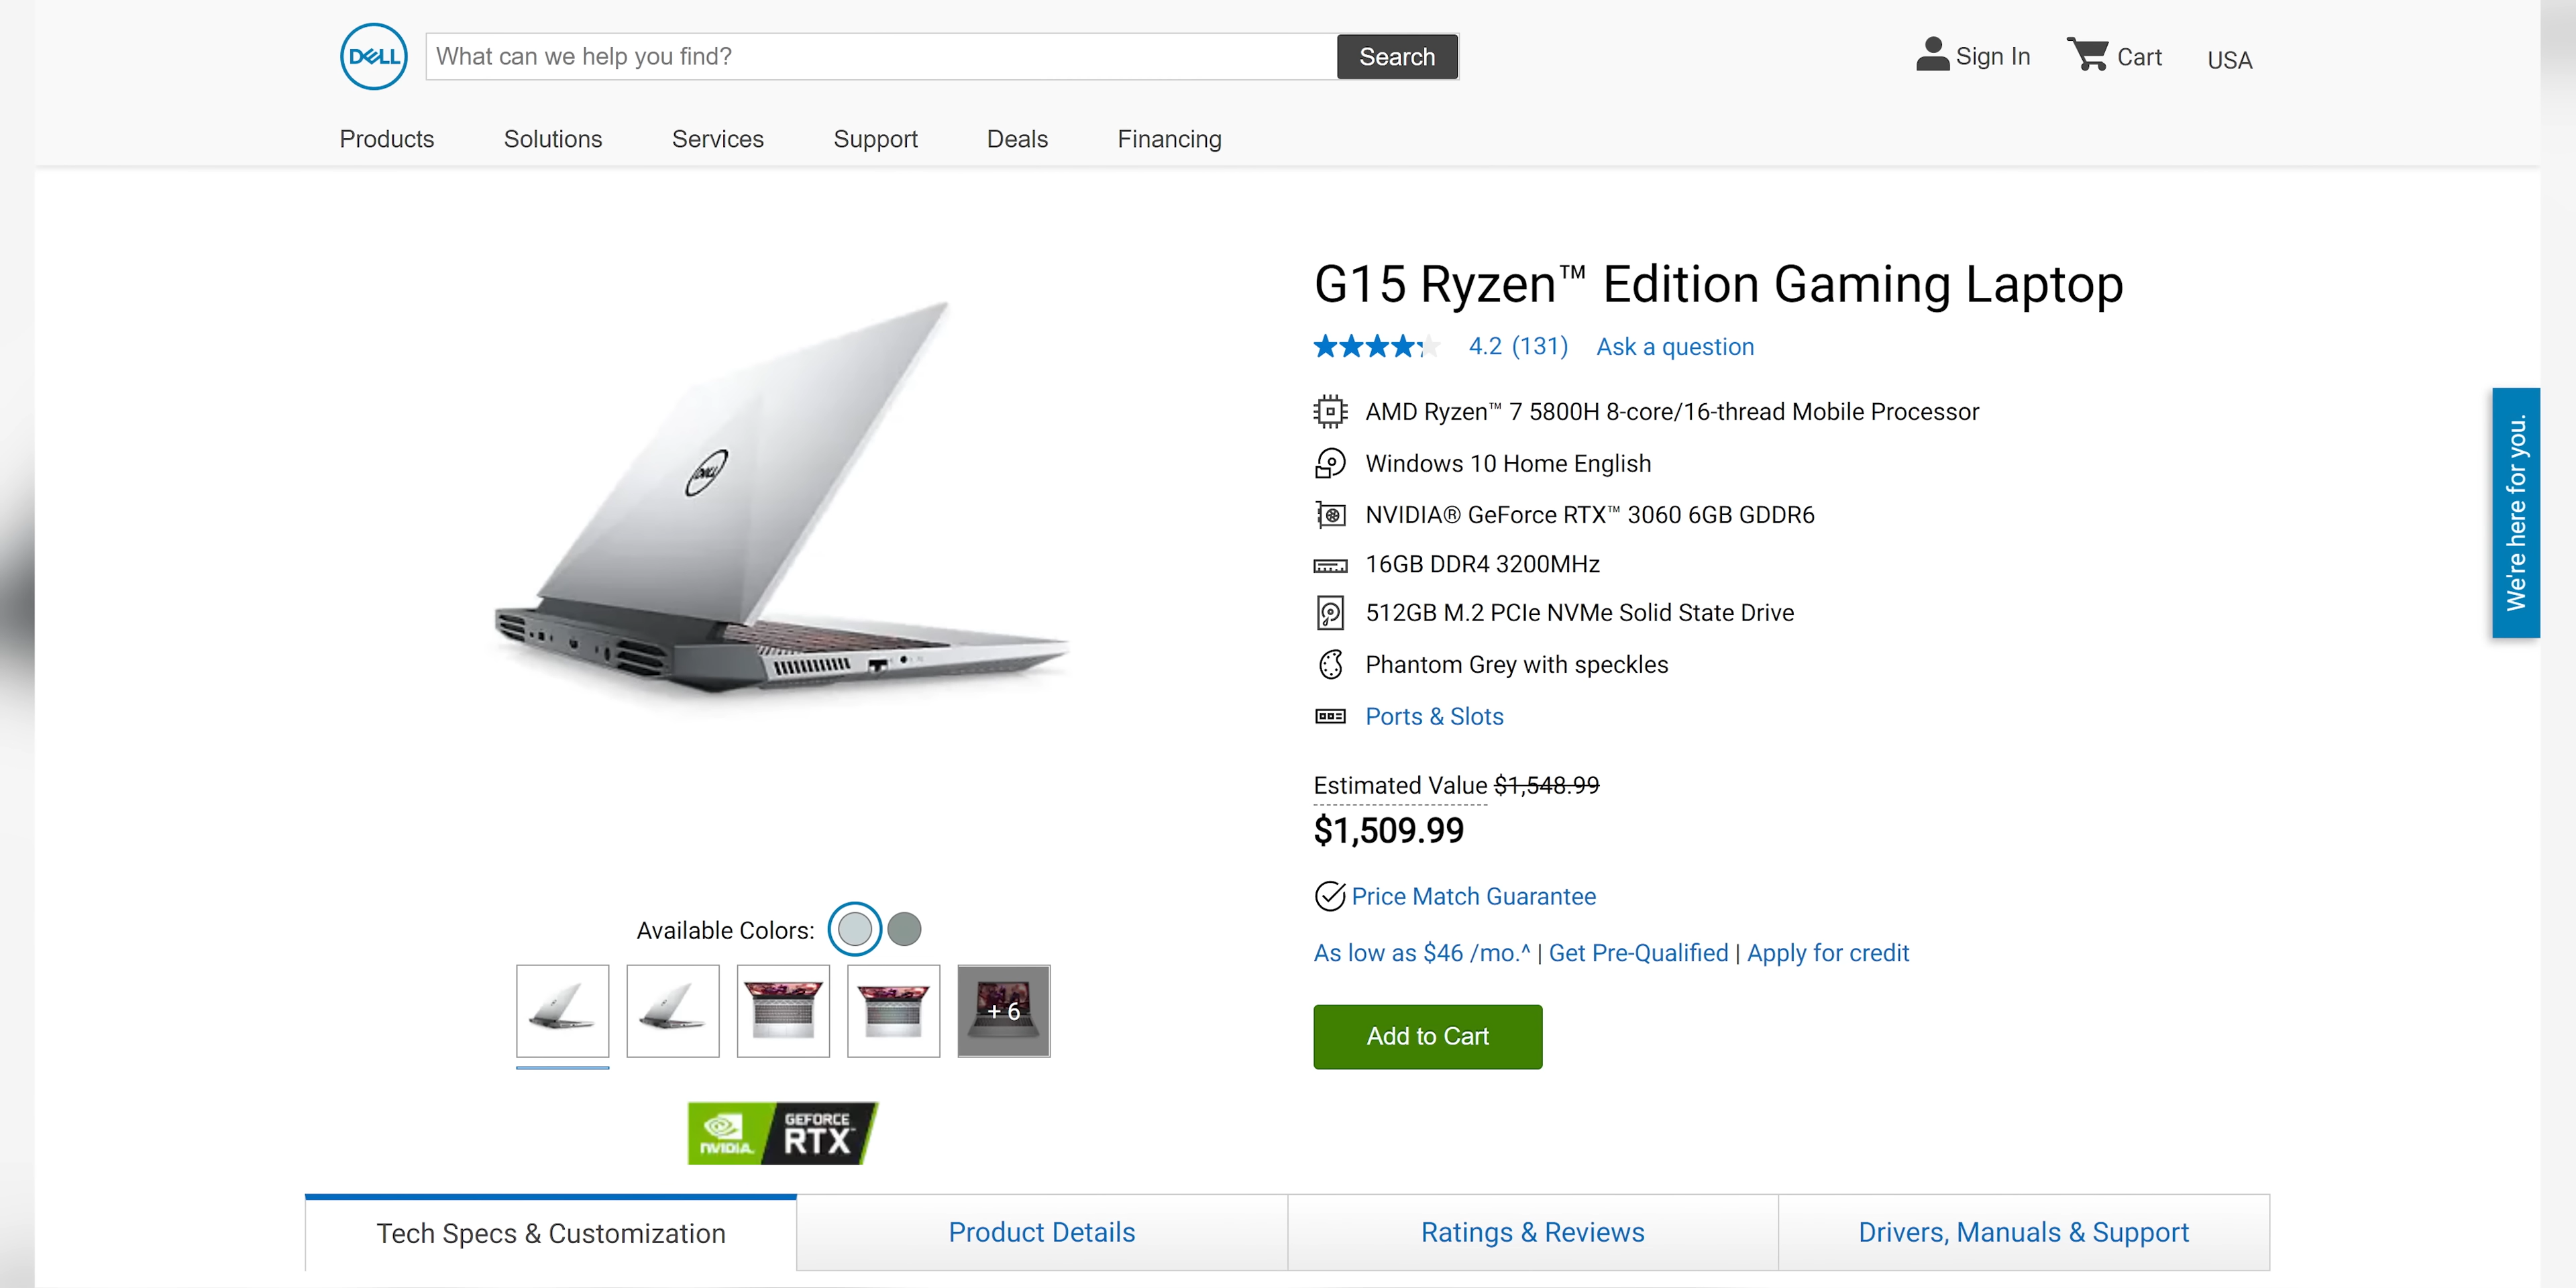 DELL
What can we help you find?
Search
Sign In
Cart
USA
Products
Solutions
Services
Support
Deals
Financing
G15 Ryzen™ Edition Gaming Laptop
4.2 (131) Ask a question
AMD Ryzen™ 7 5800H 8-core/16-thread Mobile Processor
Windows 10 Home English
NVIDIA® GeForce RTX™ 3060 6GB GDDR6
16GB DDR4 3200MHz
512GB M.2 PCIe NVMe Solid State Drive
Phantom Grey with speckles
Ports & Slots
Estimated Value $1,548.99
$1,509.99
Price Match Guarantee
As low as $46 /mo.^ | Get Pre-Qualified | Apply for credit
Add to Cart
We're here for you.
DELL
Available Colors:
+ 6
NVIDIA.
GEFORCE
RTX™
Tech Specs & Customization
Product Details
Ratings & Reviews
Drivers, Manuals & Support